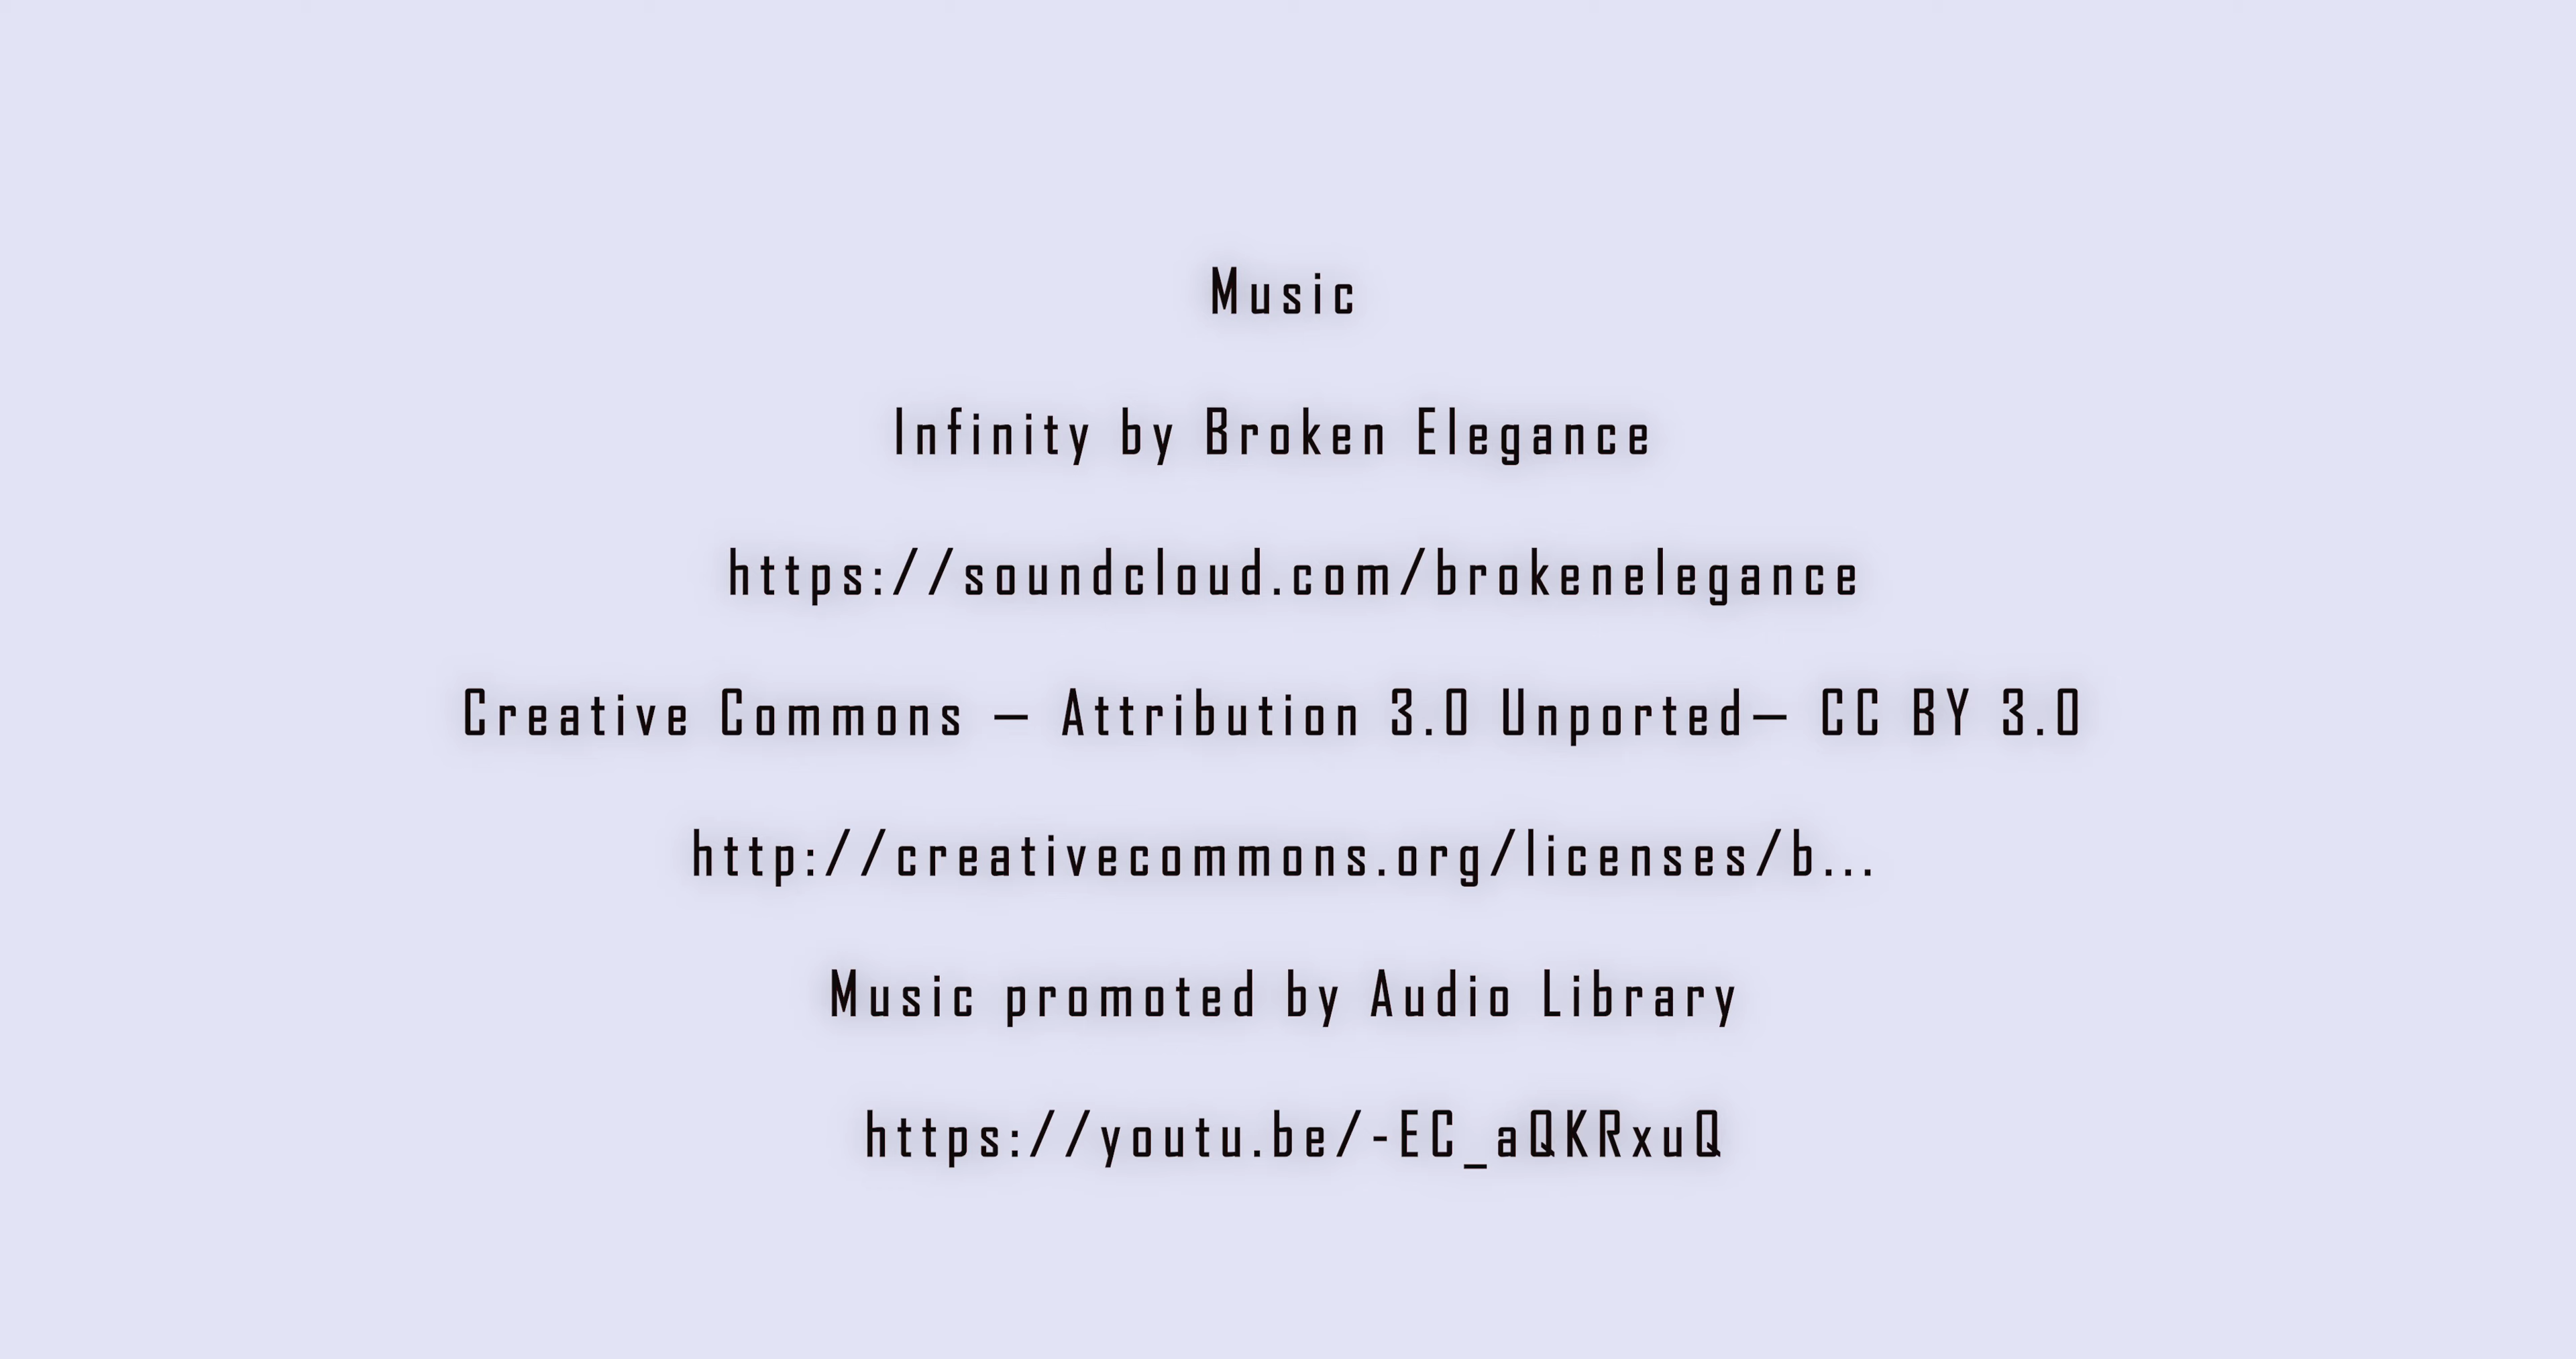 Music
Infinity by Broken Elegance
https://soundcloud.com/brokenelegance
Creative Commons — Attribution 3.0 Unported— CC BY 3.0
http://creativecommons.org/licenses/b...
Music promoted by Audio Library
https://youtu.be/-EC_aQKRxuQ